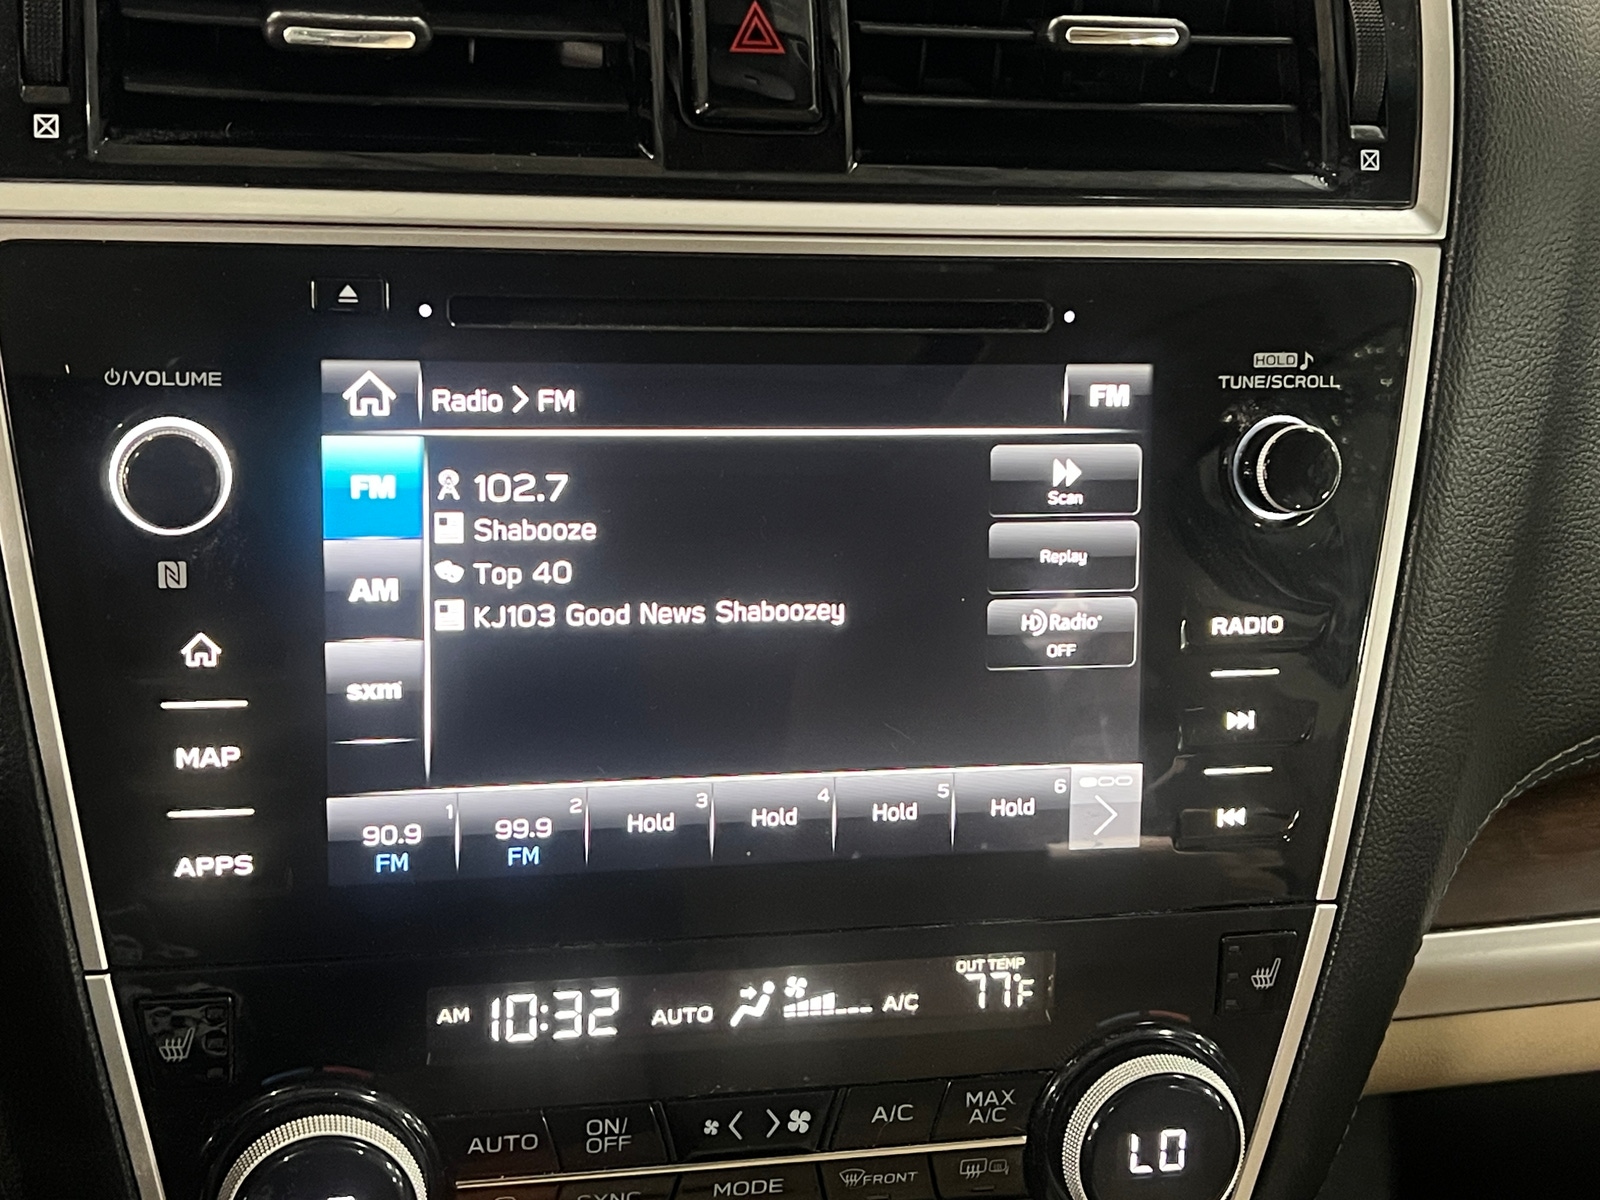 HOLD
/VOLUME
TUNE/SCROLL
Radio > FM
FM
FM
102.7
Scan
Shabooze
Replay
AM
Top 40
KJ103 Good News Shaboozey
HD Radio
OFF
RADIO
sxm
MAP
APPS
1
2
3
4
5
6
90.9
99.9
Hold
Hold
Hold
Hold
FM
FM
AM 10:32
AUTO
A/C
OUT TEMP
77°F
AUTO
ON/
OFF
A/C
MAX
A/C
LO
SYNC
MODE
FRONT